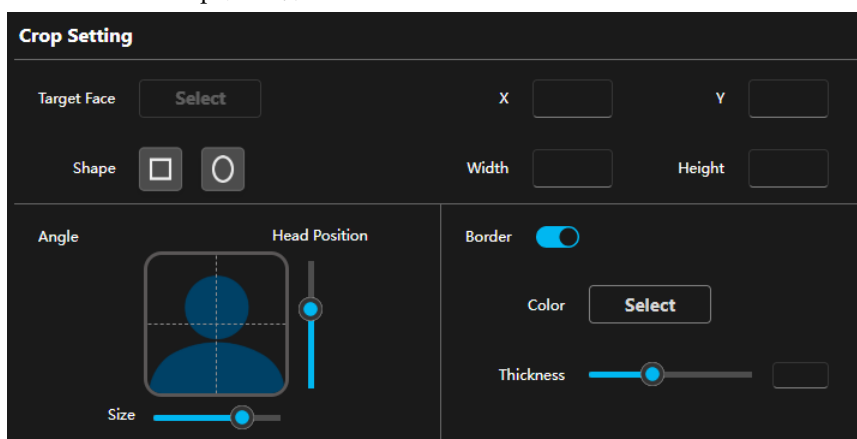 Crop Setting
Target Face Select X Y
Shape Width Height
Angle Head Position Border
Color Select
Thickness
Size